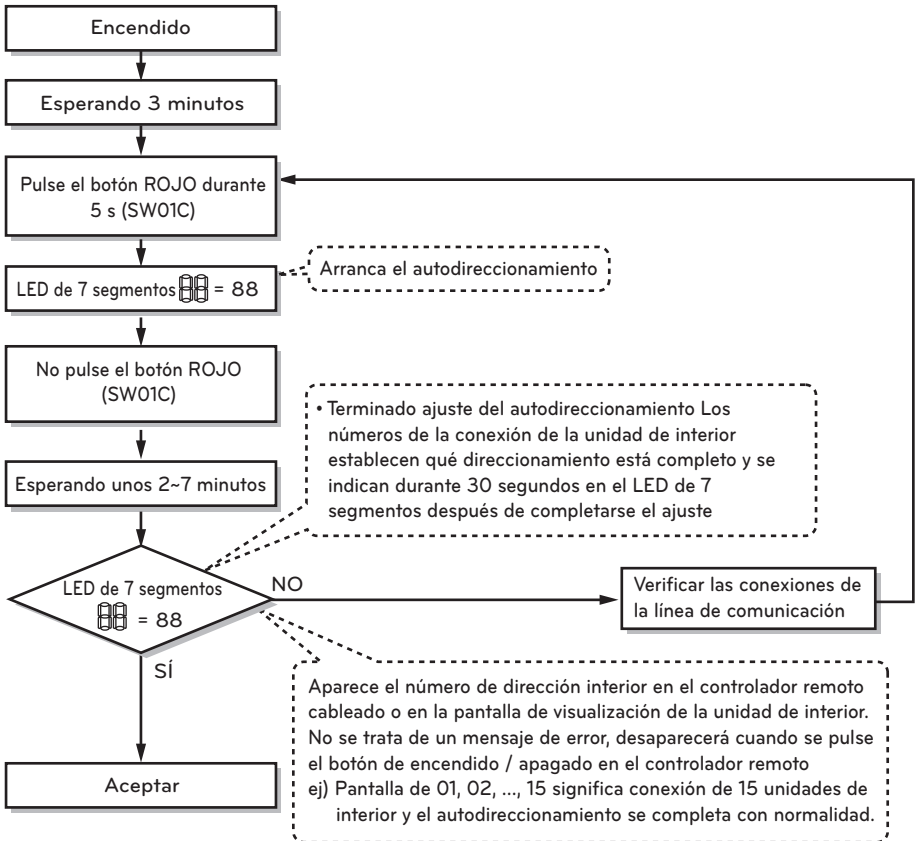 Encendido
Esperando 3 minutos
Pulse el botón ROJO durante
5 s (SW01C)
LED de 7 segmentos 88 = 88
Arranca el autodireccionamiento
No pulse el botón ROJO
(SW01C)
• Terminado ajuste del autodireccionamiento Los
números de la conexión de la unidad de interior
establecen qué direccionamiento está completo y se
indican durante 30 segundos en el LED de 7
segmentos después de completarse el ajuste
Esperando unos 2~7 minutos
LED de 7 segmentos
88 = 88
NO
Verificar las conexiones de
la línea de comunicación
SÍ
Aparece el número de dirección interior en el controlador remoto
cableado o en la pantalla de visualización de la unidad de interior.
No se trata de un mensaje de error, desaparecerá cuando se pulse
el botón de encendido / apagado en el controlador remoto
ej) Pantalla de 01, 02, ..., 15 significa conexión de 15 unidades de
interior y el autodireccionamiento se completa con normalidad.
Aceptar